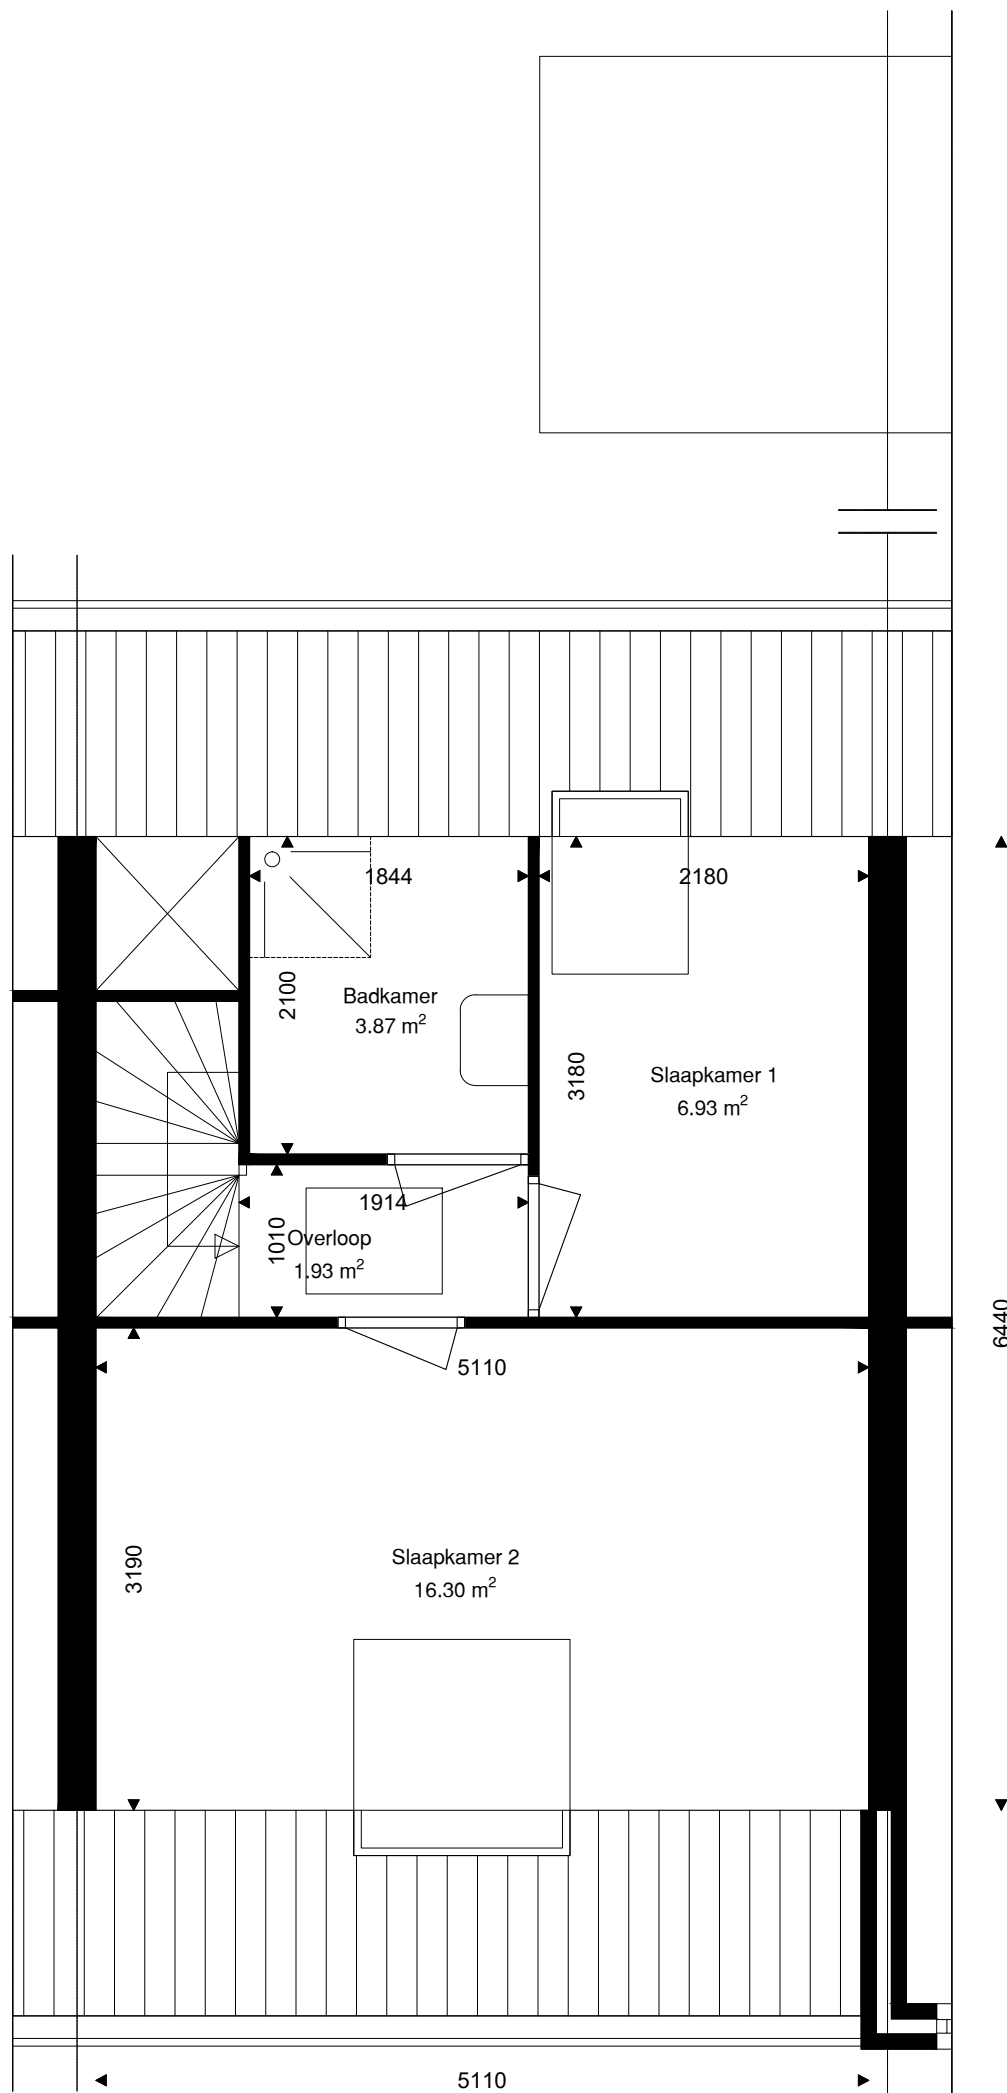 1844
2180
2100
Badkamer
3.87 m²
3180
Slaapkamer 1
6.93 m²
1914
1010
Overloop
1.93 m²
6440
5110
3190
Slaapkamer 2
16.30 m²
5110